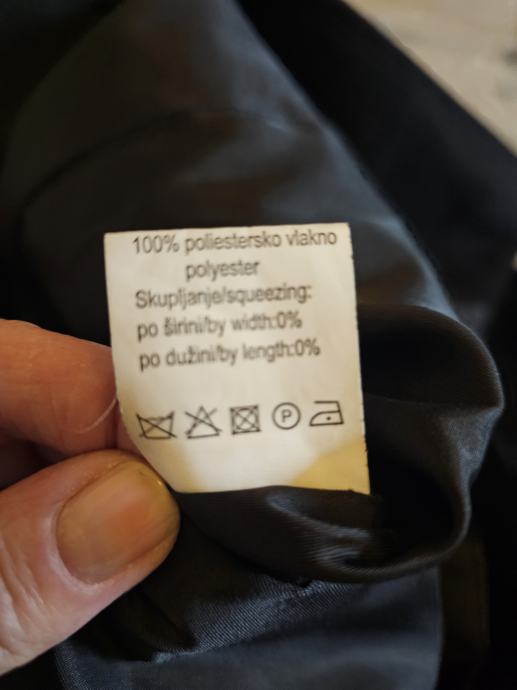 100% poliestersko vlakno
polyester
Skupljanje/squeezing:
po širini/by width:0%
po dužini/by length:0%
P